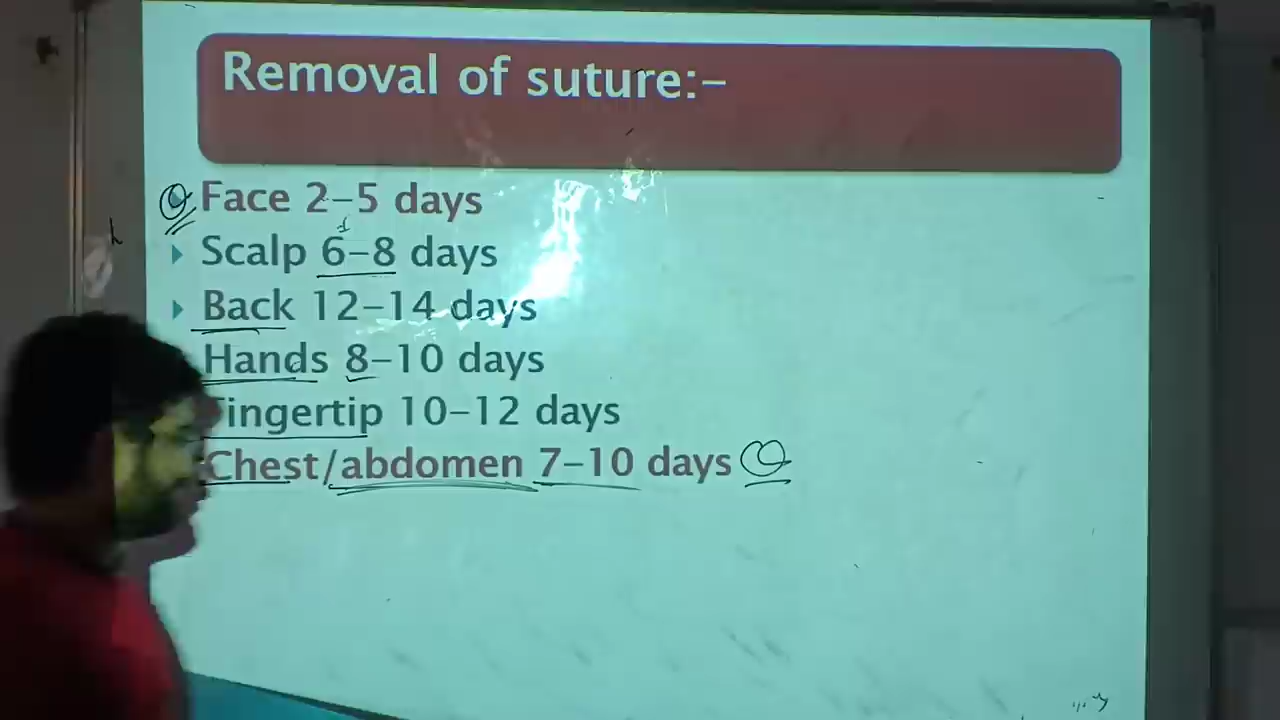 Removal of suture:–
Face 2–5 days
Scalp 6–8 days
Back 12–14 days
Hands 8–10 days
Fingertip 10–12 days
Chest/abdomen 7–10 days